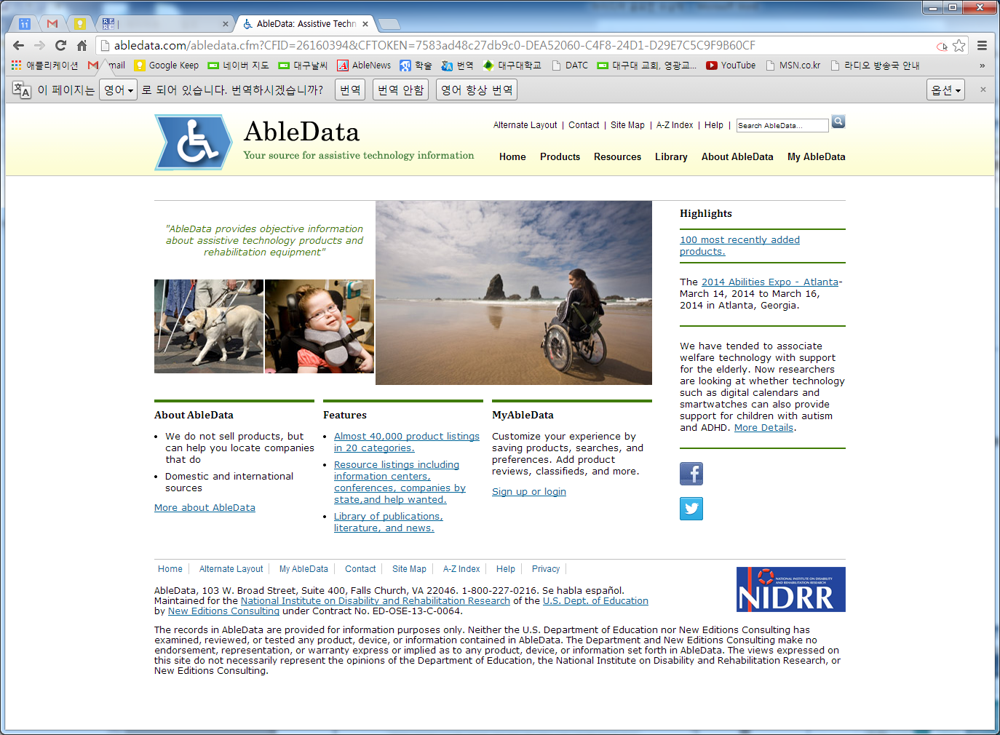 RE
RC
AbleData: Assistive Techn
abledata.com/abledata.cfm?CFID=26160394&CFTOKEN=7583ad48c27db9c0-DEA52060-C4F8-24D1-D29E7C5C9F9B60CF
애플리케이션 mail Google Keep 네이버 지도 대구날씨 AbleNews 학술 번역 대구대학교 DATC 대구대 교회, 영광교... YouTube MSN.co.kr 라디오 방송국 안내 »
이 페이지는 영어 로 되어 있습니다. 번역하시겠습니까? 번역 번역 안함 영어 항상 번역 옵션
AbleData
Your source for assistive technology information
Alternate Layout | Contact | Site Map | A-Z Index | Help | Search AbleData...
Home Products Resources Library About AbleData My AbleData
"AbleData provides objective information
about assistive technology products and
rehabilitation equipment"
Highlights
100 most recently added
products.
The 2014 Abilities Expo - Atlanta-
March 14, 2014 to March 16,
2014 in Atlanta, Georgia.
We have tended to associate
welfare technology with support
for the elderly. Now researchers
are looking at whether technology
such as digital calendars and
smartwatches can also provide
support for children with autism
and ADHD. More Details.
About AbleData
• We do not sell products, but
can help you locate companies
that do
• Domestic and international
sources
More about AbleData
Features
• Almost 40,000 product listings
in 20 categories.
• Resource listings including
information centers,
conferences, companies by
state,and help wanted.
• Library of publications,
literature, and news.
MyAbleData
Customize your experience by
saving products, searches, and
preferences. Add product
reviews, classifieds, and more.
Sign up or login
Home Alternate Layout My AbleData Contact Site Map A-Z Index Help Privacy
AbleData, 103 W. Broad Street, Suite 400, Falls Church, VA 22046. 1-800-227-0216. Se habla español.
Maintained for the National Institute on Disability and Rehabilitation Research of the U.S. Dept. of Education
by New Editions Consulting under Contract No. ED-OSE-13-C-0064.
NATIONAL INSTITUTE ON DISABILITY
AND REHABILITATION RESEARCH
NIDRR
The records in AbleData are provided for information purposes only. Neither the U.S. Department of Education nor New Editions Consulting has
examined, reviewed, or tested any product, device, or information contained in AbleData. The Department and New Editions Consulting make no
endorsement, representation, or warranty express or implied as to any product, device, or information set forth in AbleData. The views expressed on
this site do not necessarily represent the opinions of the Department of Education, the National Institute on Disability and Rehabilitation Research, or
New Editions Consulting.